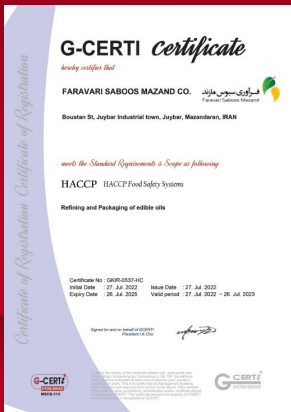 Certificate of Registration Certificate of Registration
G-CERTI Certificate
hereby certifies that
FARAVARI SABOOS MAZAND CO.
فرآوری سبوس مازند
Faravari Saboos Mazand
Boustan St, Juybar Industrial town, Juybar, Mazandaran, IRAN
meets the Standard Requirements & Scope as following
HACCP HACCP Food Safety Systems
Refining and Packaging of edible oils
Certificate No : GKIR-0537-HC
Initial Date : 27. Jul. 2022 Issue Date : 27. Jul. 2022
Expiry Date : 26. Jul. 2025 Valid period : 27. Jul. 2022 ~ 26. Jul. 2023
Signed for and on behalf of GCERTI
President I.K.Cho
G-CERTI
G-CERTI